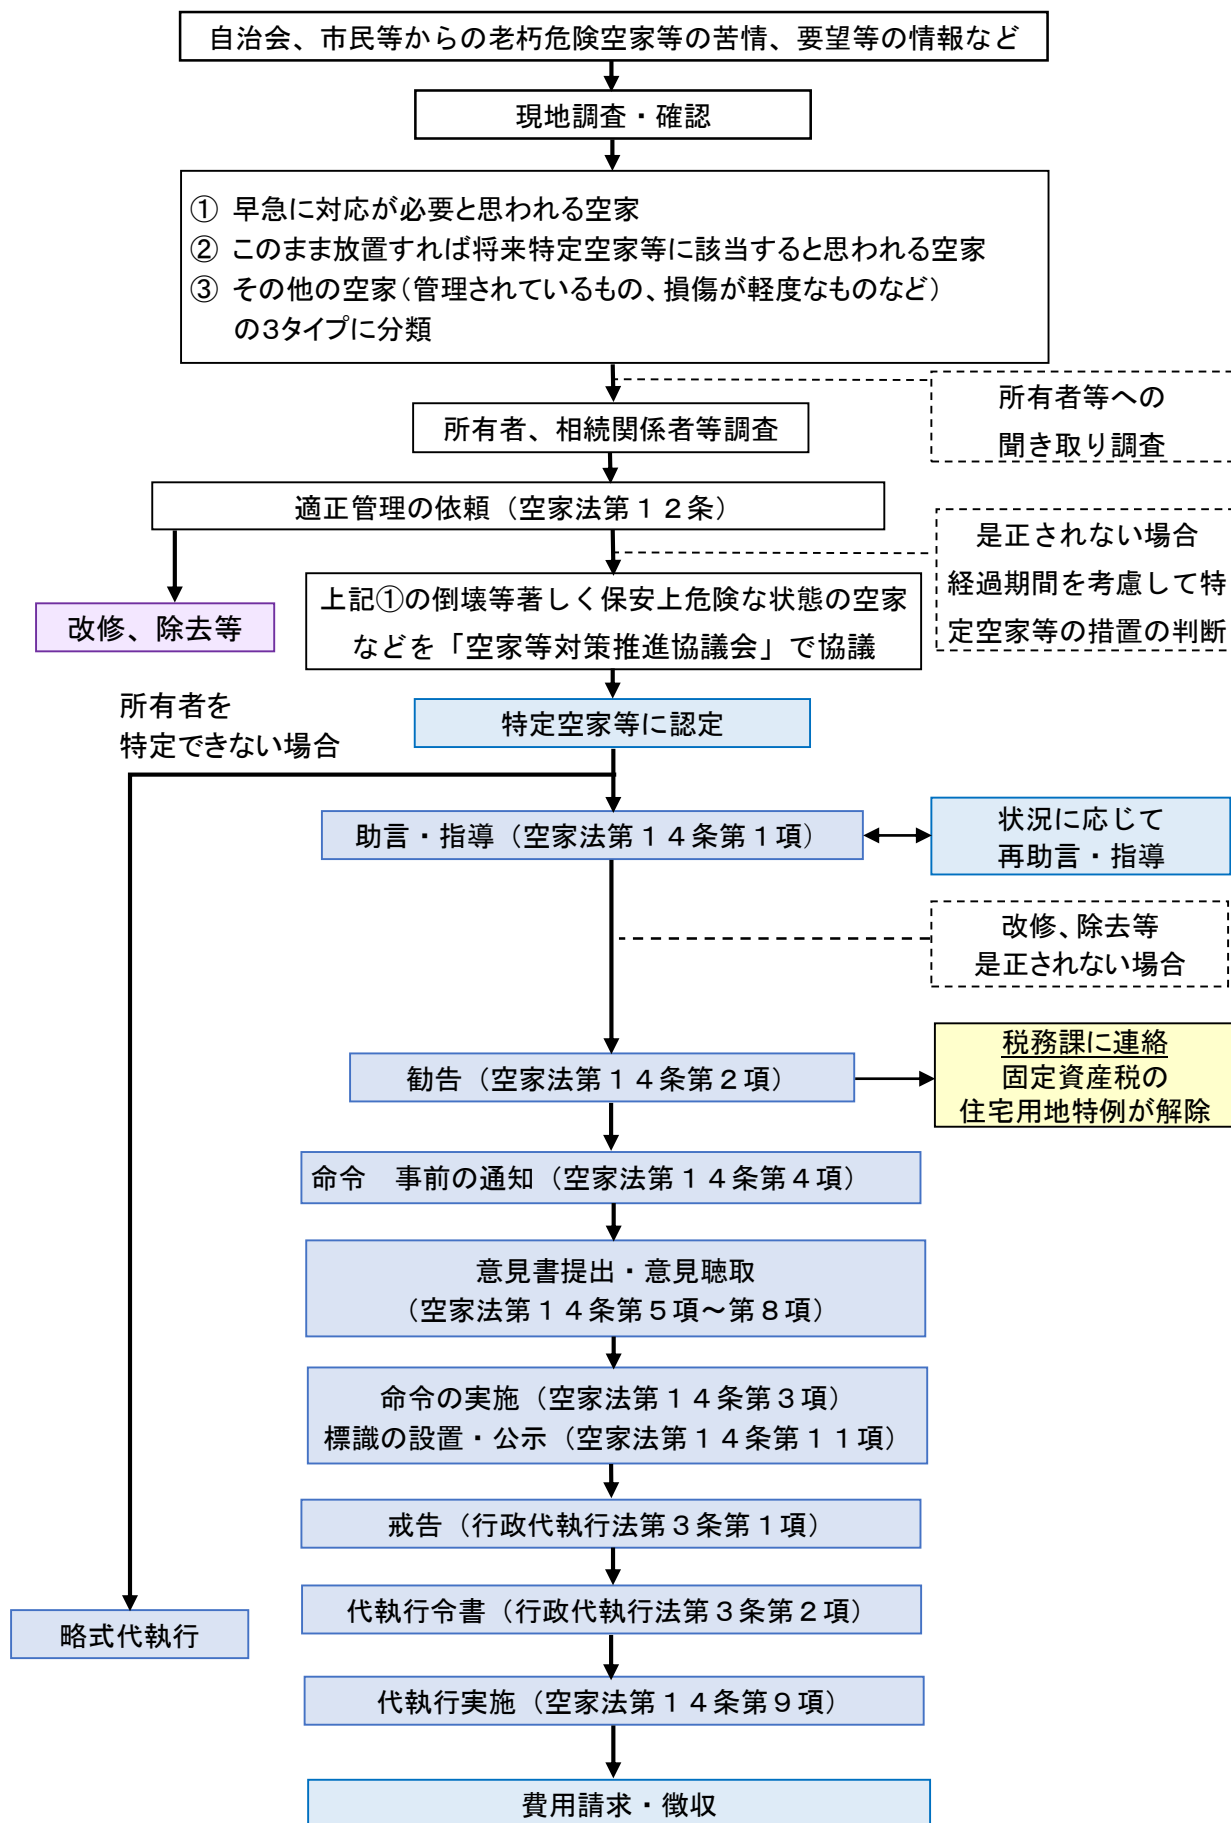 自治会、市民等からの老朽危険空家等の苦情、要望等の情報など
現地調査・確認
① 早急に対応が必要と思われる空家
② このまま放置すれば将来特定空家等に該当すると思われる空家
③ その他の空家（管理されているもの、損傷が軽度なものなど）
の３タイプに分類
所有者等への
聞き取り調査
所有者、相続関係者等調査
適正管理の依頼（空家法第１２条）
是正されない場合
経過期間を考慮して特
定空家等の措置の判断
改修、除去等
上記①の倒壊等著しく保安上危険な状態の空家
などを「空家等対策推進協議会」で協議
所有者を
特定できない場合
特定空家等に認定
助言・指導（空家法第１４条第１項）
状況に応じて
再助言・指導
改修、除去等
是正されない場合
勧告（空家法第１４条第２項）
税務課に連絡
固定資産税の
住宅用地特例が解除
命令　事前の通知（空家法第１４条第４項）
意見書提出・意見聴取
（空家法第１４条第５項～第８項）
命令の実施（空家法第１４条第３項）
標識の設置・公示（空家法第１４条第１１項）
戒告（行政代執行法第３条第１項）
代執行令書（行政代執行法第３条第２項）
略式代執行
代執行実施（空家法第１４条第９項）
費用請求・徴収